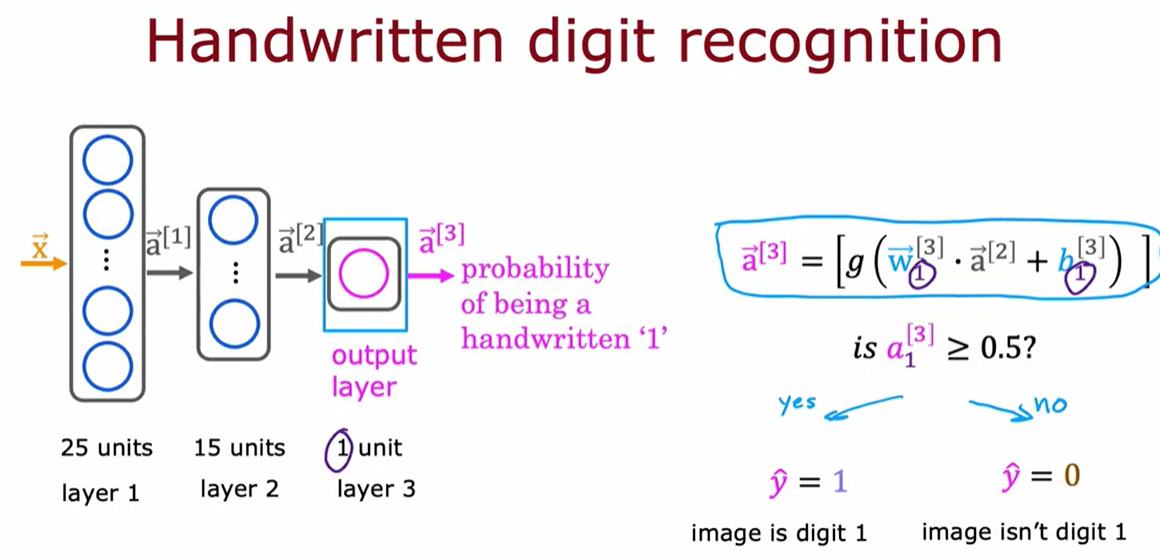 Handwritten digit recognition
x⃗
a⃗[1]
a⃗[2]
a⃗[3]
probability
of being a
handwritten ‘1’
output
layer
25 units
layer 1
15 units
layer 2
1 unit
layer 3
a⃗[3] = [g (w⃗1[3] · a⃗[2] + b1[3]) ]
is a1[3] ≥ 0.5?
yes
no
ŷ = 1
ŷ = 0
image is digit 1
image isn’t digit 1